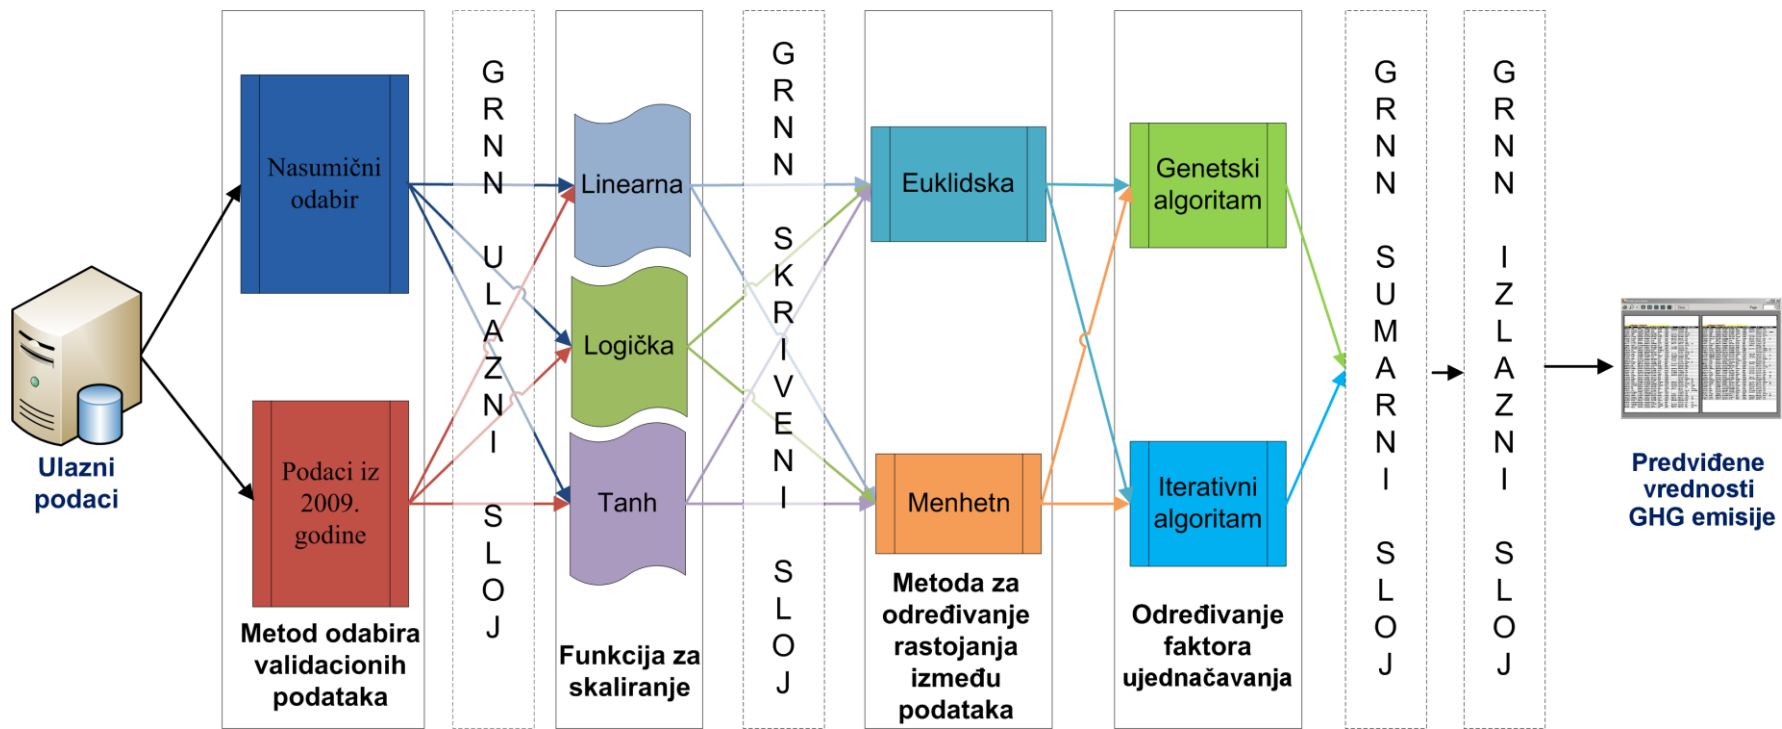 Ulazni
podaci
Nasumični
odabir
Podaci iz
2009.
godine
Metod odabira
validacionih
podataka
GRNN ULAZNI SLOJ
Linearna
Logička
Tanh
Funkcija za
skaliranje
GRNN SKRIVENI SLOJ
Euklidska
Menhetn
Metoda za
određivanje
rastojanja
između
podataka
Genetski
algoritam
Iterativni
algoritam
Određivanje
faktora
ujednačavanja
GRNN SUMARNI SLOJ
GRNN IZLAZNI SLOJ
Predviđene
vrednosti
GHG emisije